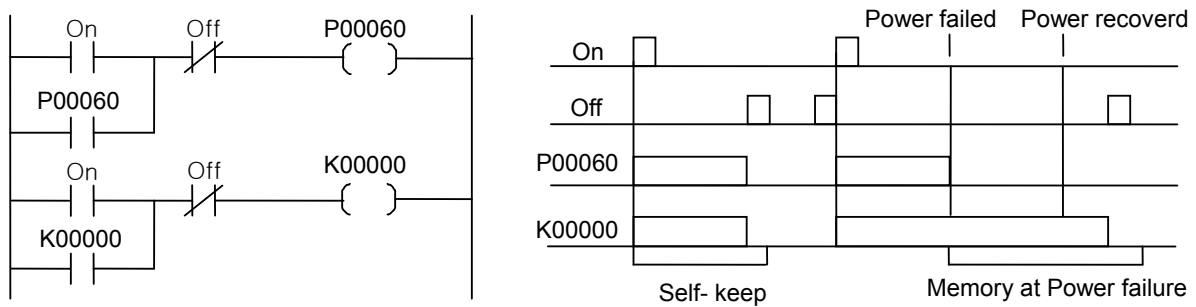 On Off P00060
P00060
On Off K00000
K00000
Power failed Power recoverd
On
Off
P00060
K00000
Self- keep Memory at Power failure